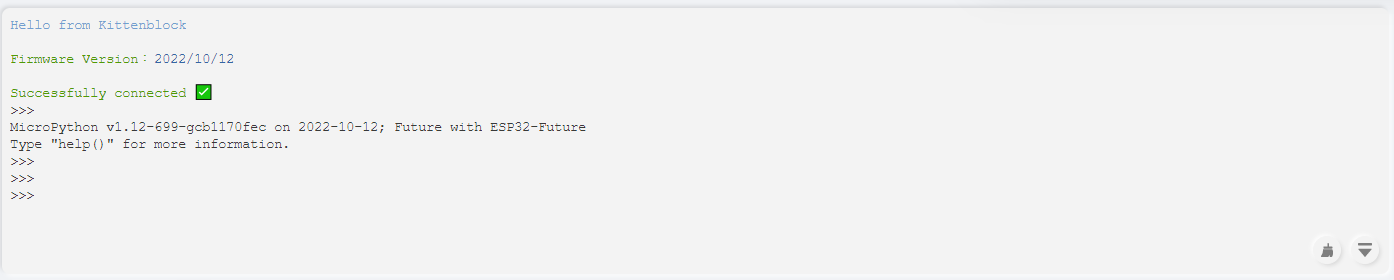 Hello from Kittenblock
Firmware Version: 2022/10/12
Successfully connected ✅
>>>
MicroPython v1.12-699-gcb1170fec on 2022-10-12; Future with ESP32-Future
Type "help()" for more information.
>>>
>>>
>>>